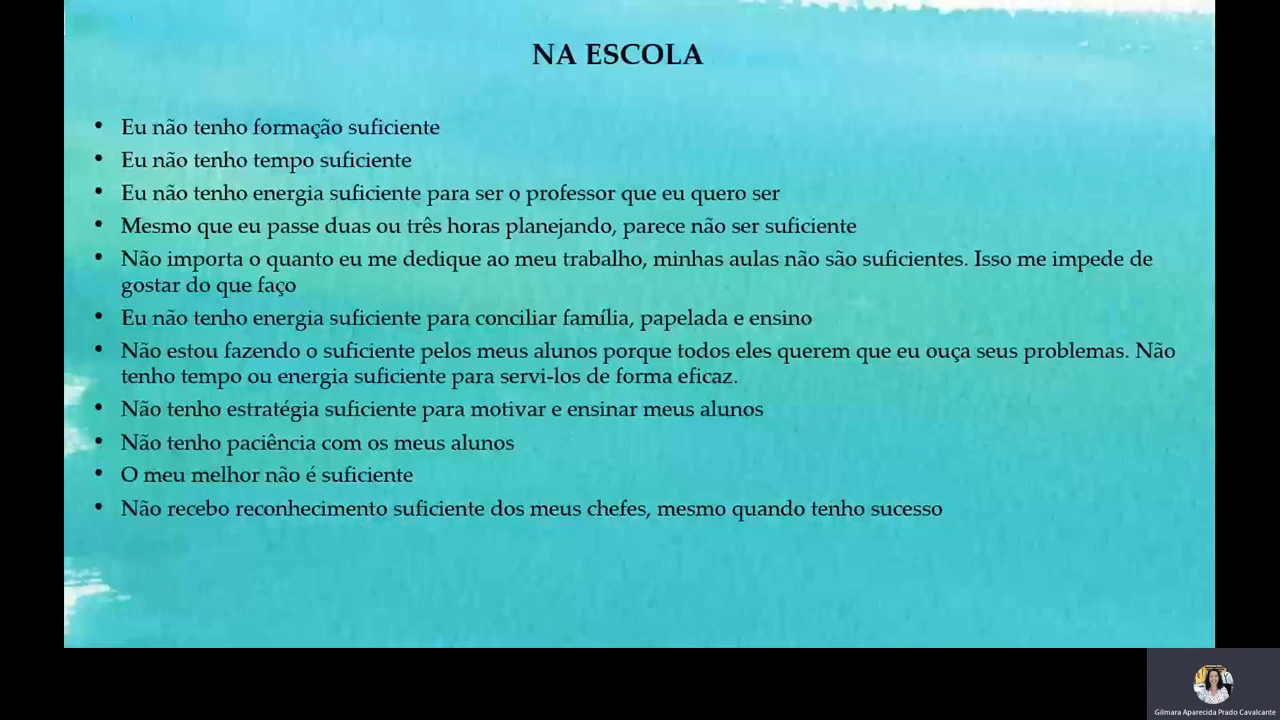 NA ESCOLA
• Eu não tenho formação suficiente
• Eu não tenho tempo suficiente
• Eu não tenho energia suficiente para ser o professor que eu quero ser
• Mesmo que eu passe duas ou três horas planejando, parece não ser suficiente
• Não importa o quanto eu me dedique ao meu trabalho, minhas aulas não são suficientes. Isso me impede de
gostar do que faço
• Eu não tenho energia suficiente para conciliar família, papelada e ensino
• Não estou fazendo o suficiente pelos meus alunos porque todos eles querem que eu ouça seus problemas. Não
tenho tempo ou energia suficiente para servi-los de forma eficaz.
• Não tenho estratégia suficiente para motivar e ensinar meus alunos
• Não tenho paciência com os meus alunos
• O meu melhor não é suficiente
• Não recebo reconhecimento suficiente dos meus chefes, mesmo quando tenho sucesso
Gilmara Aparecida Prado Cavalcante